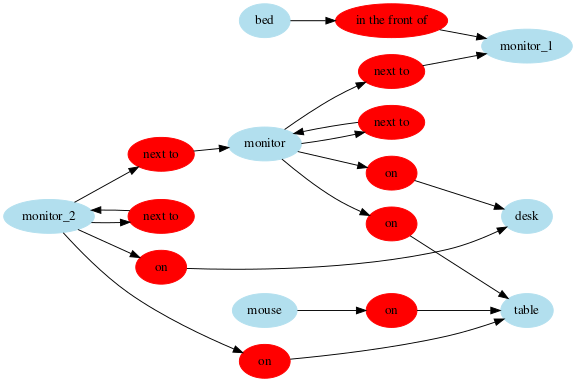 bed
in the front of
monitor_1
next to
next to
monitor
next to
on
monitor_2
next to
desk
on
on
mouse
on
table
on